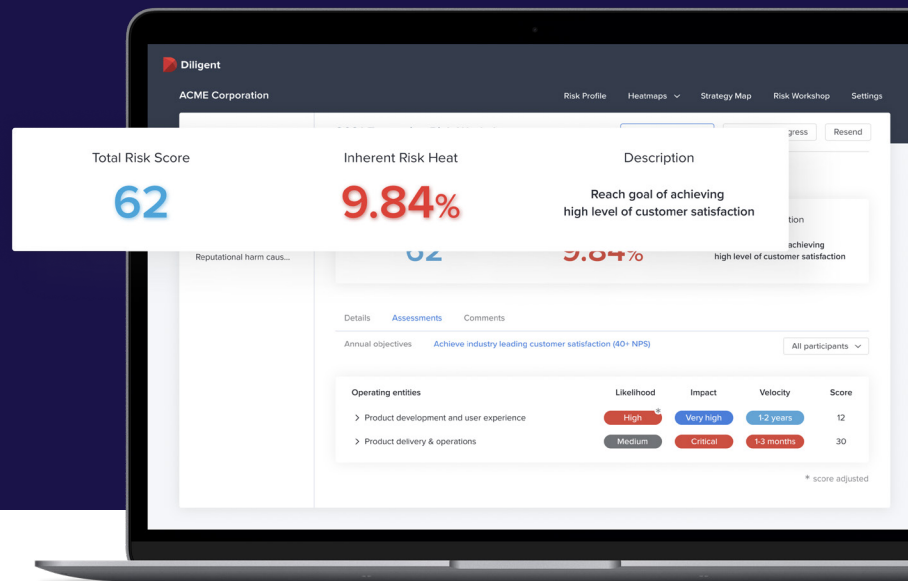 Diligent
ACME Corporation
Risk Profile Heatmaps Strategy Map Risk Workshop Settings
Resend
Total Risk Score Inherent Risk Heat Description
62 9.84% Reach goal of achieving
high level of customer satisfaction
achieving
Reputational harm caus... 62 9.84% high level of customer satisfaction
Details Assessments Comments
Annual objectives Achieve industry leading customer satisfaction (40+ NPS) All participants
Operating entities Likelihood Impact Velocity Score
> Product development and user experience High* Very high 1-2 years 12
> Product delivery & operations Medium Critical 1-3 months 30
* score adjusted